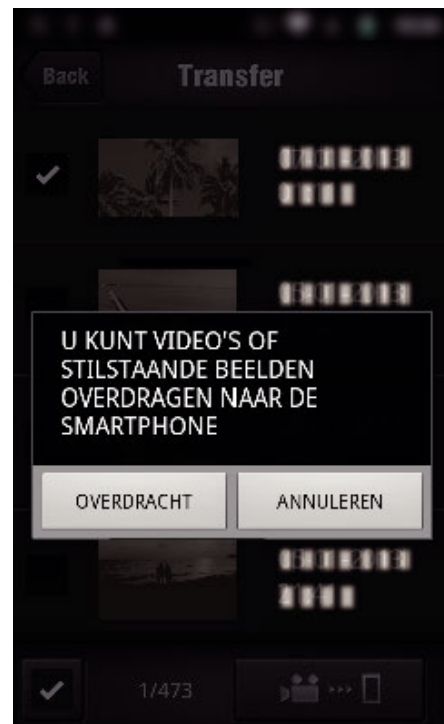 Back
Transfer
U KUNT VIDEO'S OF
STILSTAANDE BEELDEN
OVERDRAGEN NAAR DE
SMARTPHONE
OVERDRACHT
ANNULEREN
1/473